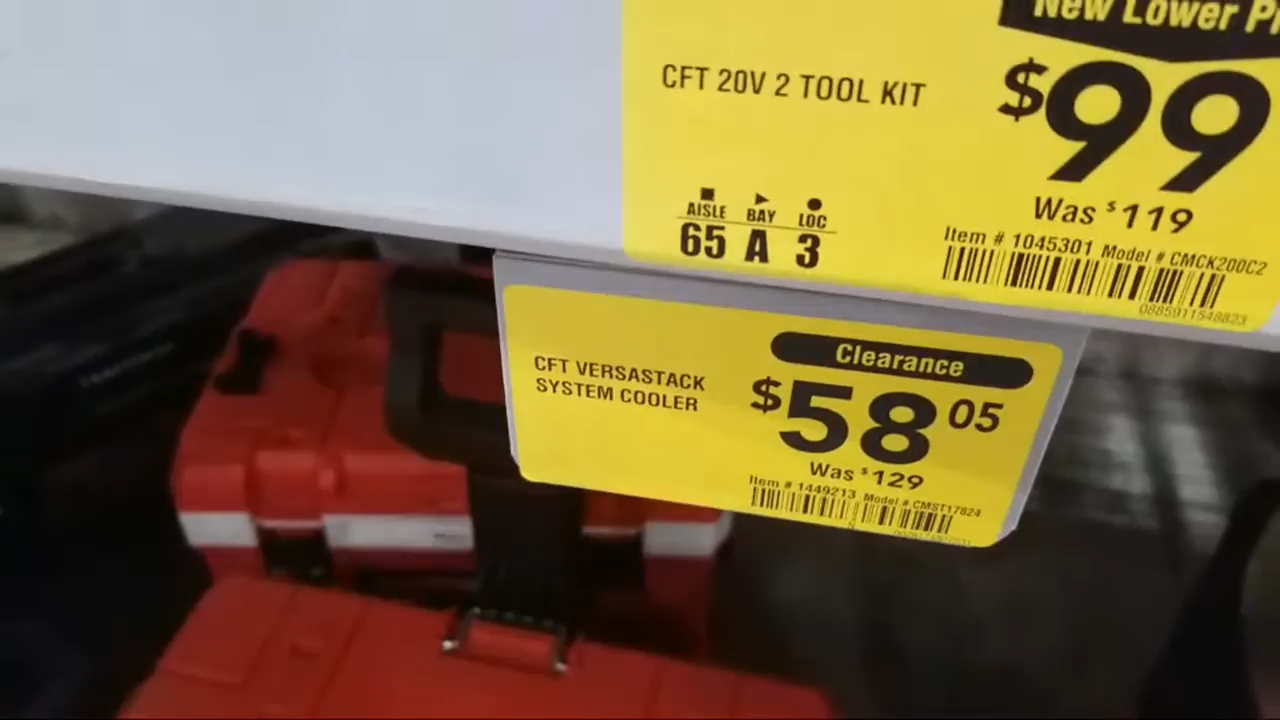 New Lower
CFT 20V 2 TOOL KIT
$99
Was $119
AISLE BAY LOC
65 A 3
Item # 1045301 Model # CMCK200C2
0885911548823
Clearance
CFT VERSASTACK
SYSTEM COOLER
$58 05
Was $129
Item # 1449213 Model # CMST17824